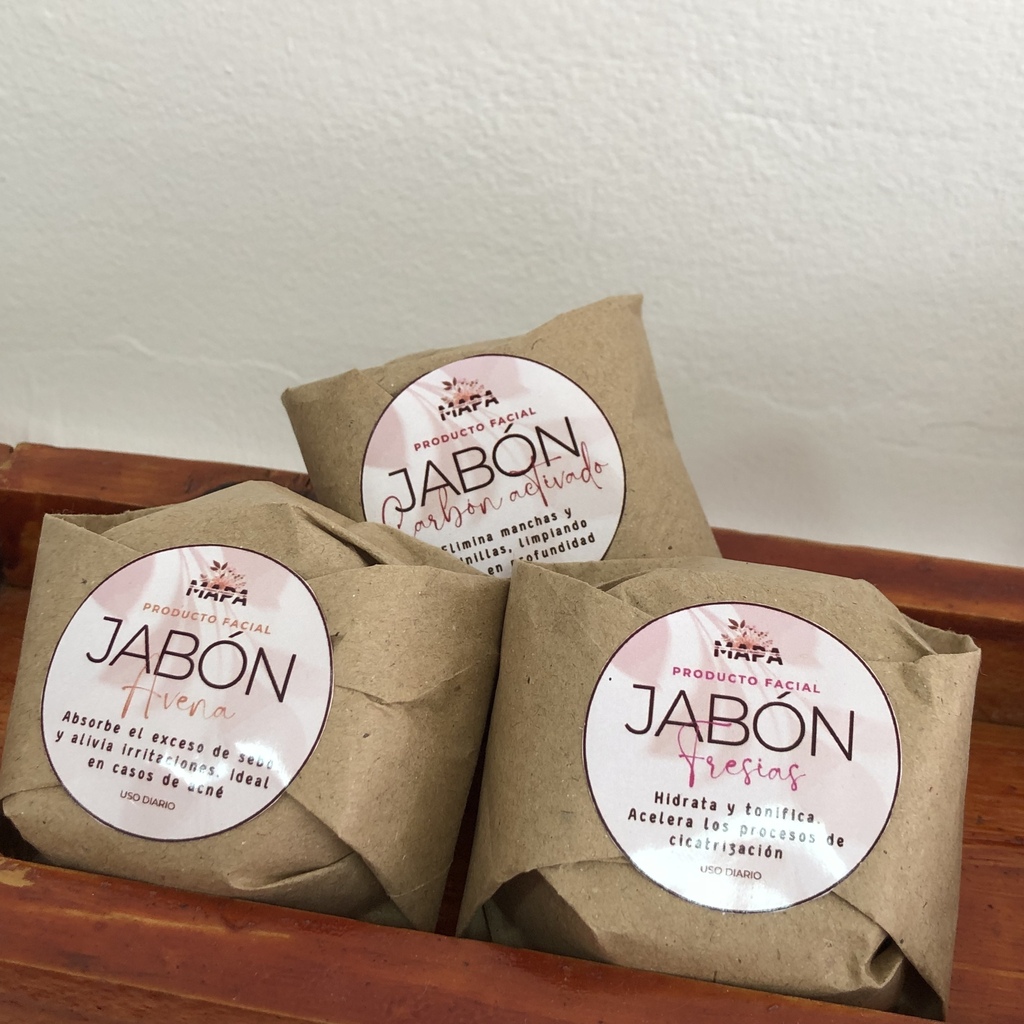 MAPA
PRODUCTO FACIAL
JABÓN
Carbón activado
Elimina manchas y
limpiando
en profundidad
MAPA
PRODUCTO FACIAL
JABÓN
Avena
Absorbe el exceso de sebo
y alivia irritaciones. Ideal
en casos de acné
USO DIARIO
MAPA
PRODUCTO FACIAL
JABÓN
Fresias
Hidrata y tonifica.
Acelera los procesos de
cicatrización
USO DIARIO